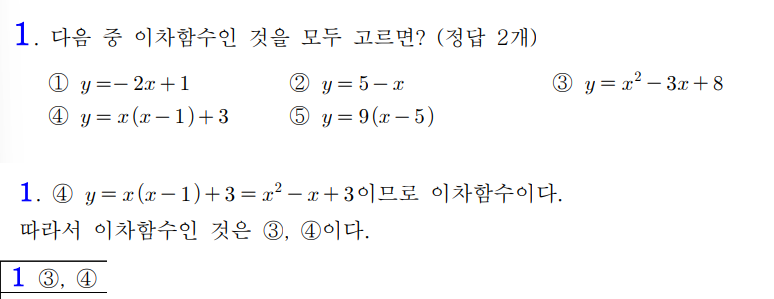 1. 다음 중 이차함수인 것을 모두 고르면? (정답 2개)
① y=−2x+1 ② y=5−x ③ y=x²−3x+8
④ y=x(x−1)+3 ⑤ y=9(x−5)
1. ④ y=x(x−1)+3=x²−x+3이므로 이차함수이다.
따라서 이차함수인 것은 ③, ④이다.
1 ③, ④